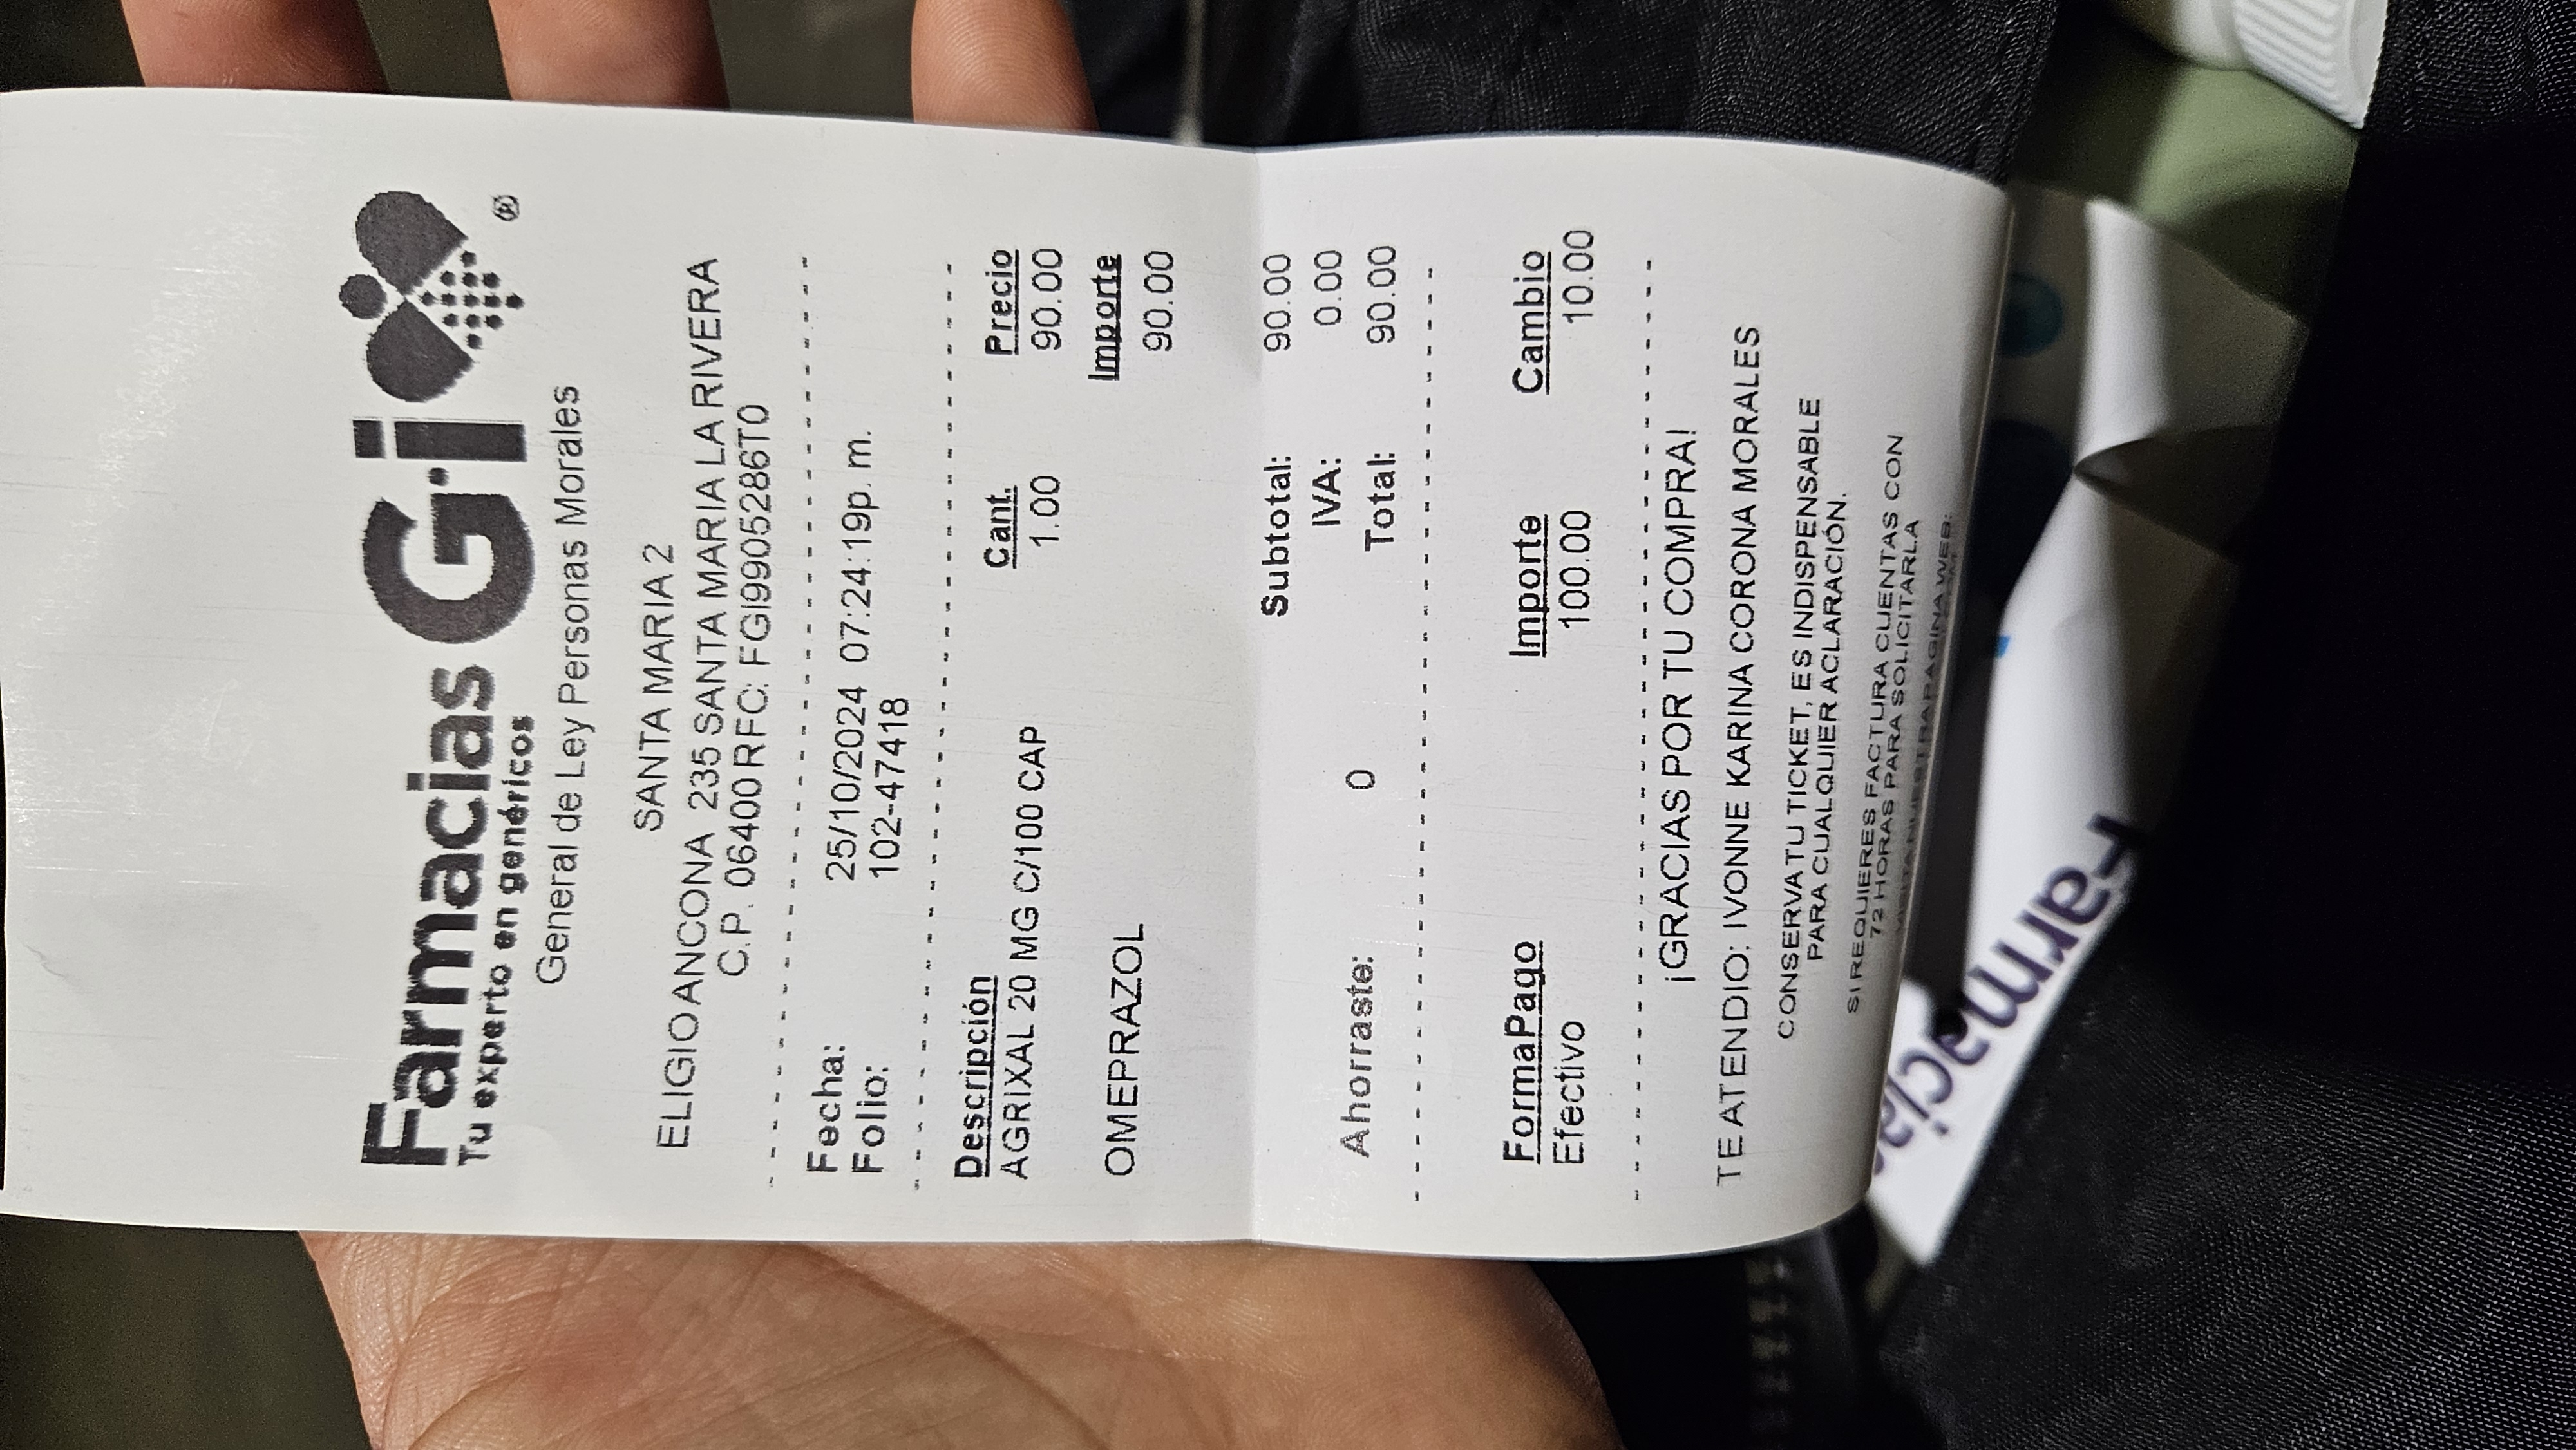 Farmacias Gi
®
Tu experto en genéricos
General de Ley Personas Morales
SANTA MARIA 2
ELIGIO ANCONA 235 SANTA MARIA LA RIVERA
C.P. 06400 RFC: FGI9905286T0
Fecha: 25/10/2024 07:24:19p. m.
Folio: 102-47418
Descripción Cant. Precio
AGRIXAL 20 MG C/100 CAP 1.00 90.00
Importe
OMEPRAZOL 90.00
Subtotal: 90.00
IVA: 0.00
Ahorraste: 0 Total: 90.00
FormaPago Importe Cambio
Efectivo 100.00 10.00
¡GRACIAS POR TU COMPRA!
TE ATENDIO: IVONNE KARINA CORONA MORALES
CONSERVA TU TICKET, ES INDISPENSABLE
PARA CUALQUIER ACLARACIÓN.
SI REQUIERES FACTURA CUENTAS CON
72 HORAS PARA SOLICITARLA
VISITA NUESTRA PAGINA WEB:
Farmacias